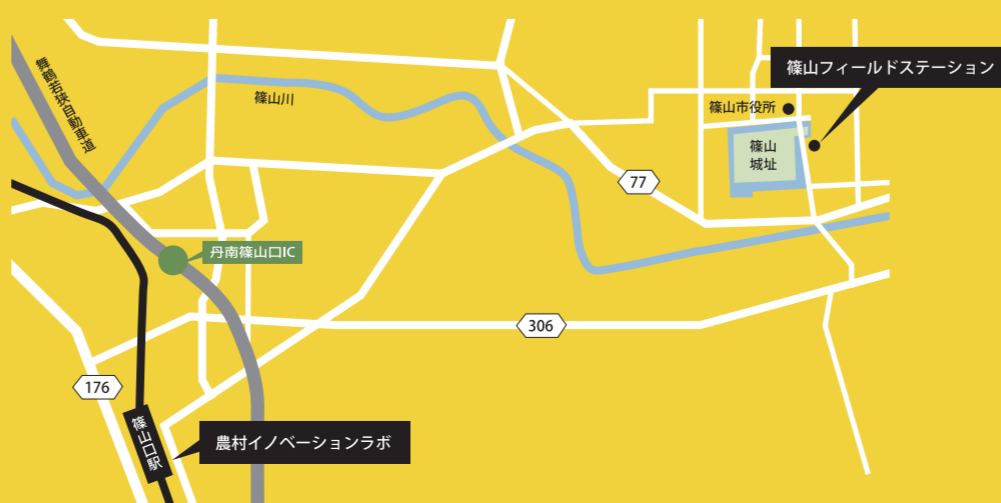 舞鶴若狭自動車道
篠山川
篠山フィールドステーション
篠山市役所
篠山
城址
77
丹南篠山口IC
306
176
篠山口駅
農村イノベーションラボ